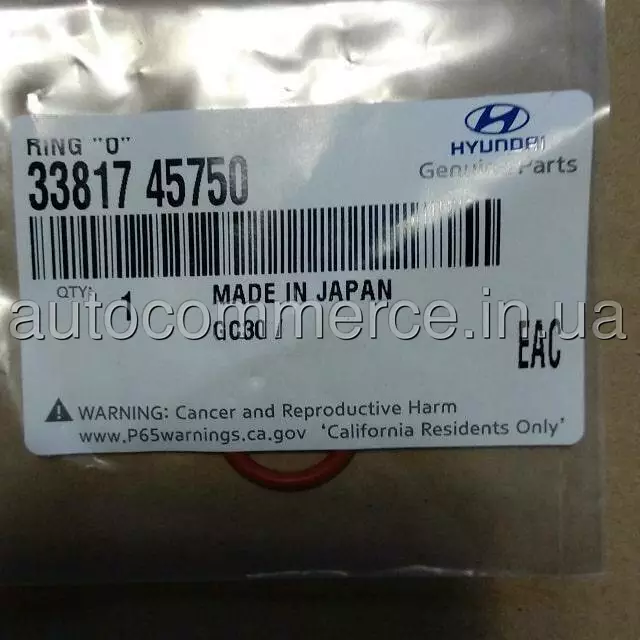 RING "O"
33817 45750
HYUNDAI
Genuine Parts
QTY: 1
MADE IN JAPAN
autocommerce.in.ua
EAC
WARNING: Cancer and Reproductive Harm
www.P65warnings.ca.gov 'California Residents Only'